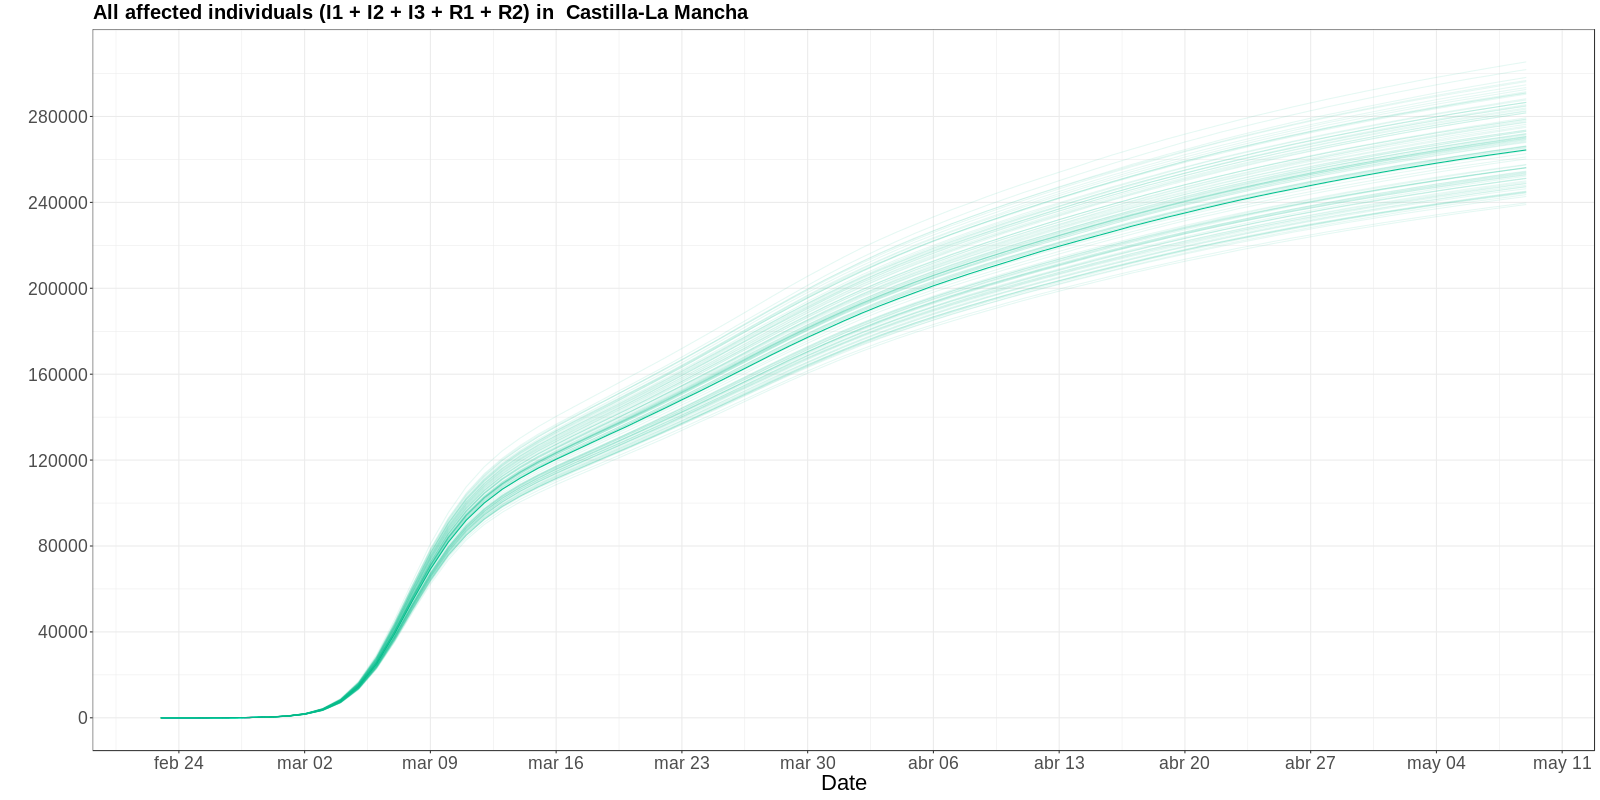 All affected individuals (I1 + I2 + I3 + R1 + R2) in  Castilla-La Mancha
280000
240000
200000
160000
120000
80000
40000
0
feb 24 mar 02 mar 09 mar 16 mar 23 mar 30 abr 06 abr 13 abr 20 abr 27 may 04 may 11
Date